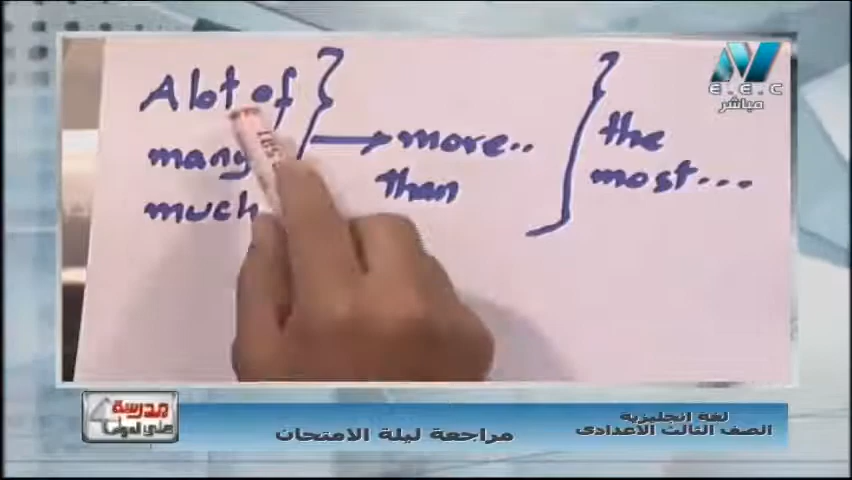 A lot of
many
much
more..
than
the
most...
E.E.C
مباشر
مدرسة
على الهواء
لغة انجليزية
الصف الثالث الاعدادى
مراجعة ليلة الامتحان